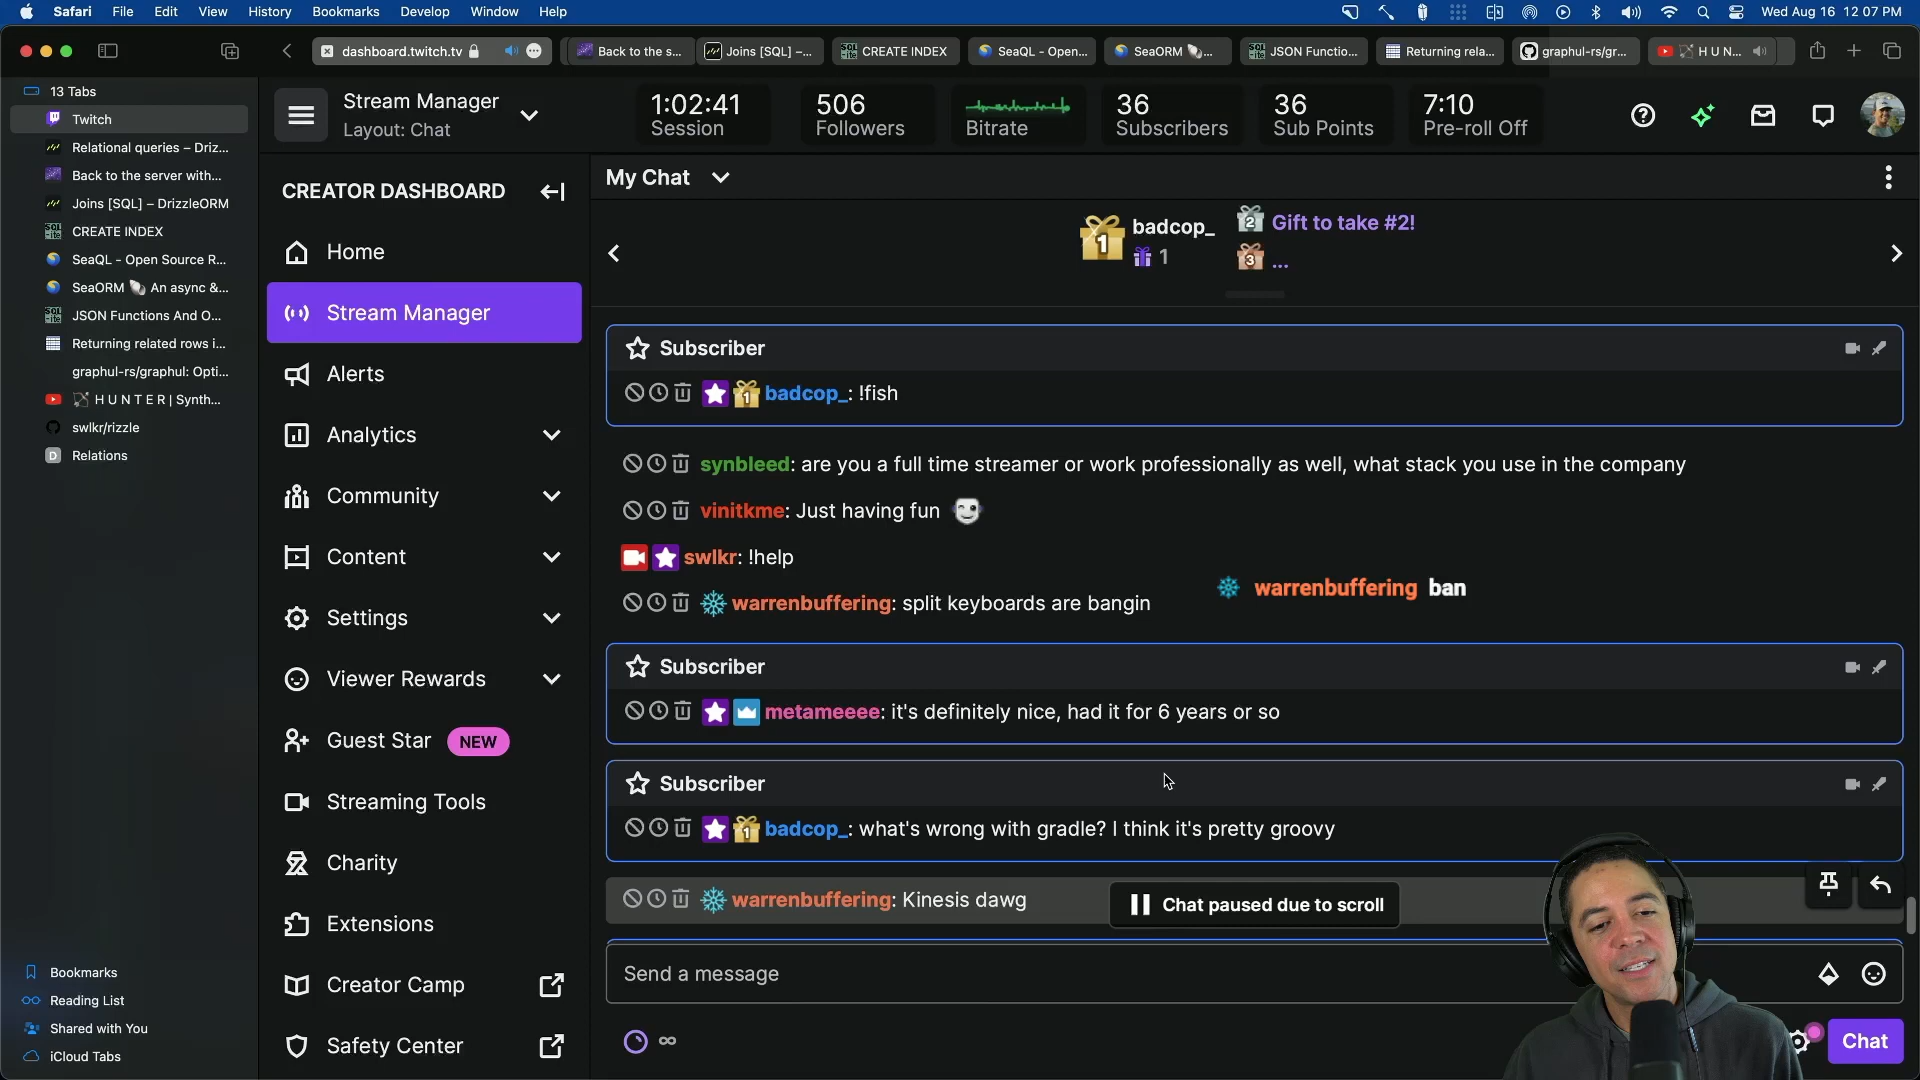 Safari File Edit View History Bookmarks Develop Window Help
Wed Aug 16 12:07 PM
dashboard.twitch.tv
Back to the s...
Joins [SQL] –...
CREATE INDEX
SeaQL - Open...
SeaORM 🐚...
JSON Functio...
Returning rela...
graphul-rs/gr...
H U N...
13 Tabs
Twitch
Relational queries – Driz...
Back to the server with...
Joins [SQL] – DrizzleORM
CREATE INDEX
SeaQL - Open Source R...
SeaORM 🐚 An async &...
JSON Functions And O...
Returning related rows i...
graphul-rs/graphul: Opti...
H U N T E R | Synth...
swlkr/rizzle
D Relations
Bookmarks
Reading List
Shared with You
iCloud Tabs
Stream Manager
Layout: Chat
1:02:41
Session
506
Followers
Bitrate
36
Subscribers
36
Sub Points
7:10
Pre-roll Off
CREATOR DASHBOARD
Home
Stream Manager
Alerts
Analytics
Community
Content
Settings
Viewer Rewards
Guest Star NEW
Streaming Tools
Charity
Extensions
Creator Camp
Safety Center
My Chat
1 badcop_
1
2 Gift to take #2!
3 ...
Subscriber
badcop_: !fish
synbleed: are you a full time streamer or work professionally as well, what stack you use in the company
vinitkme: Just having fun
swlkr: !help
warrenbuffering ban
warrenbuffering: split keyboards are bangin
Subscriber
metameeee: it's definitely nice, had it for 6 years or so
Subscriber
badcop_: what's wrong with gradle? I think it's pretty groovy
warrenbuffering: Kinesis dawg
Chat paused due to scroll
Send a message
Chat